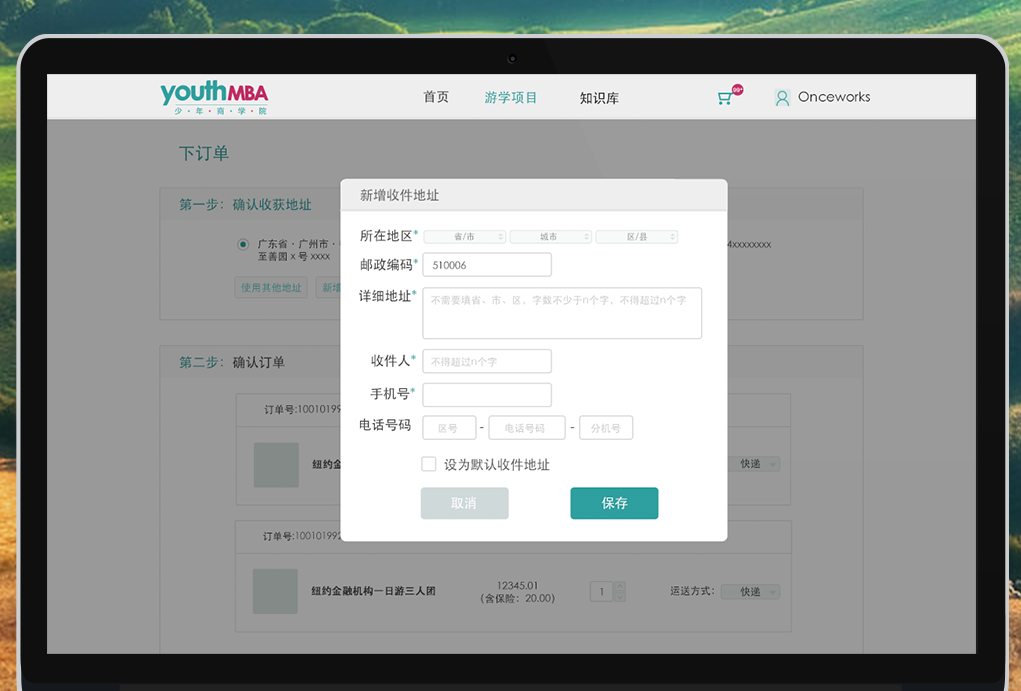 youthMBA
少·年·商·学·院
首页
游学项目
知识库
99+
Onceworks
下订单
第一步：确认收获地址
广东省·广州市·
至善园 x 号 xxxx
4xxxxxxxx
使用其他地址
新增
新增收件地址
所在地区*
省/市
城市
区/县
邮政编码*
510006
详细地址*
不需要填省、市、区，字数不少于n个字，不得超过n个字
收件人*
不得超过n个字
手机号*
电话号码
区号
-
电话号码
-
分机号
设为默认收件地址
取消
保存
第二步：确认订单
订单号:10010199
纽约金
快递
订单号:100101992
纽约金融机构一日游三人团
12345.01
(含保险：20.00)
1
运送方式：
快递